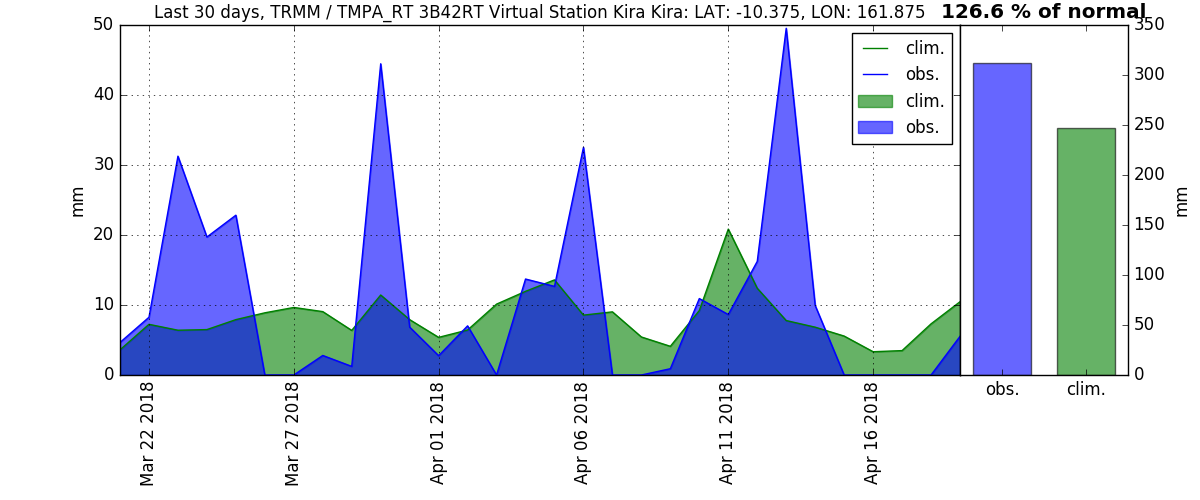 Last 30 days, TRMM / TMPA_RT 3B42RT Virtual Station Kira Kira: LAT: -10.375, LON: 161.875
126.6 % of normal
50
40
30
20
10
0
mm
Mar 22 2018
Mar 27 2018
Apr 01 2018
Apr 06 2018
Apr 11 2018
Apr 16 2018
clim.
obs.
clim.
obs.
350
300
250
200
150
100
50
0
mm
obs.
clim.